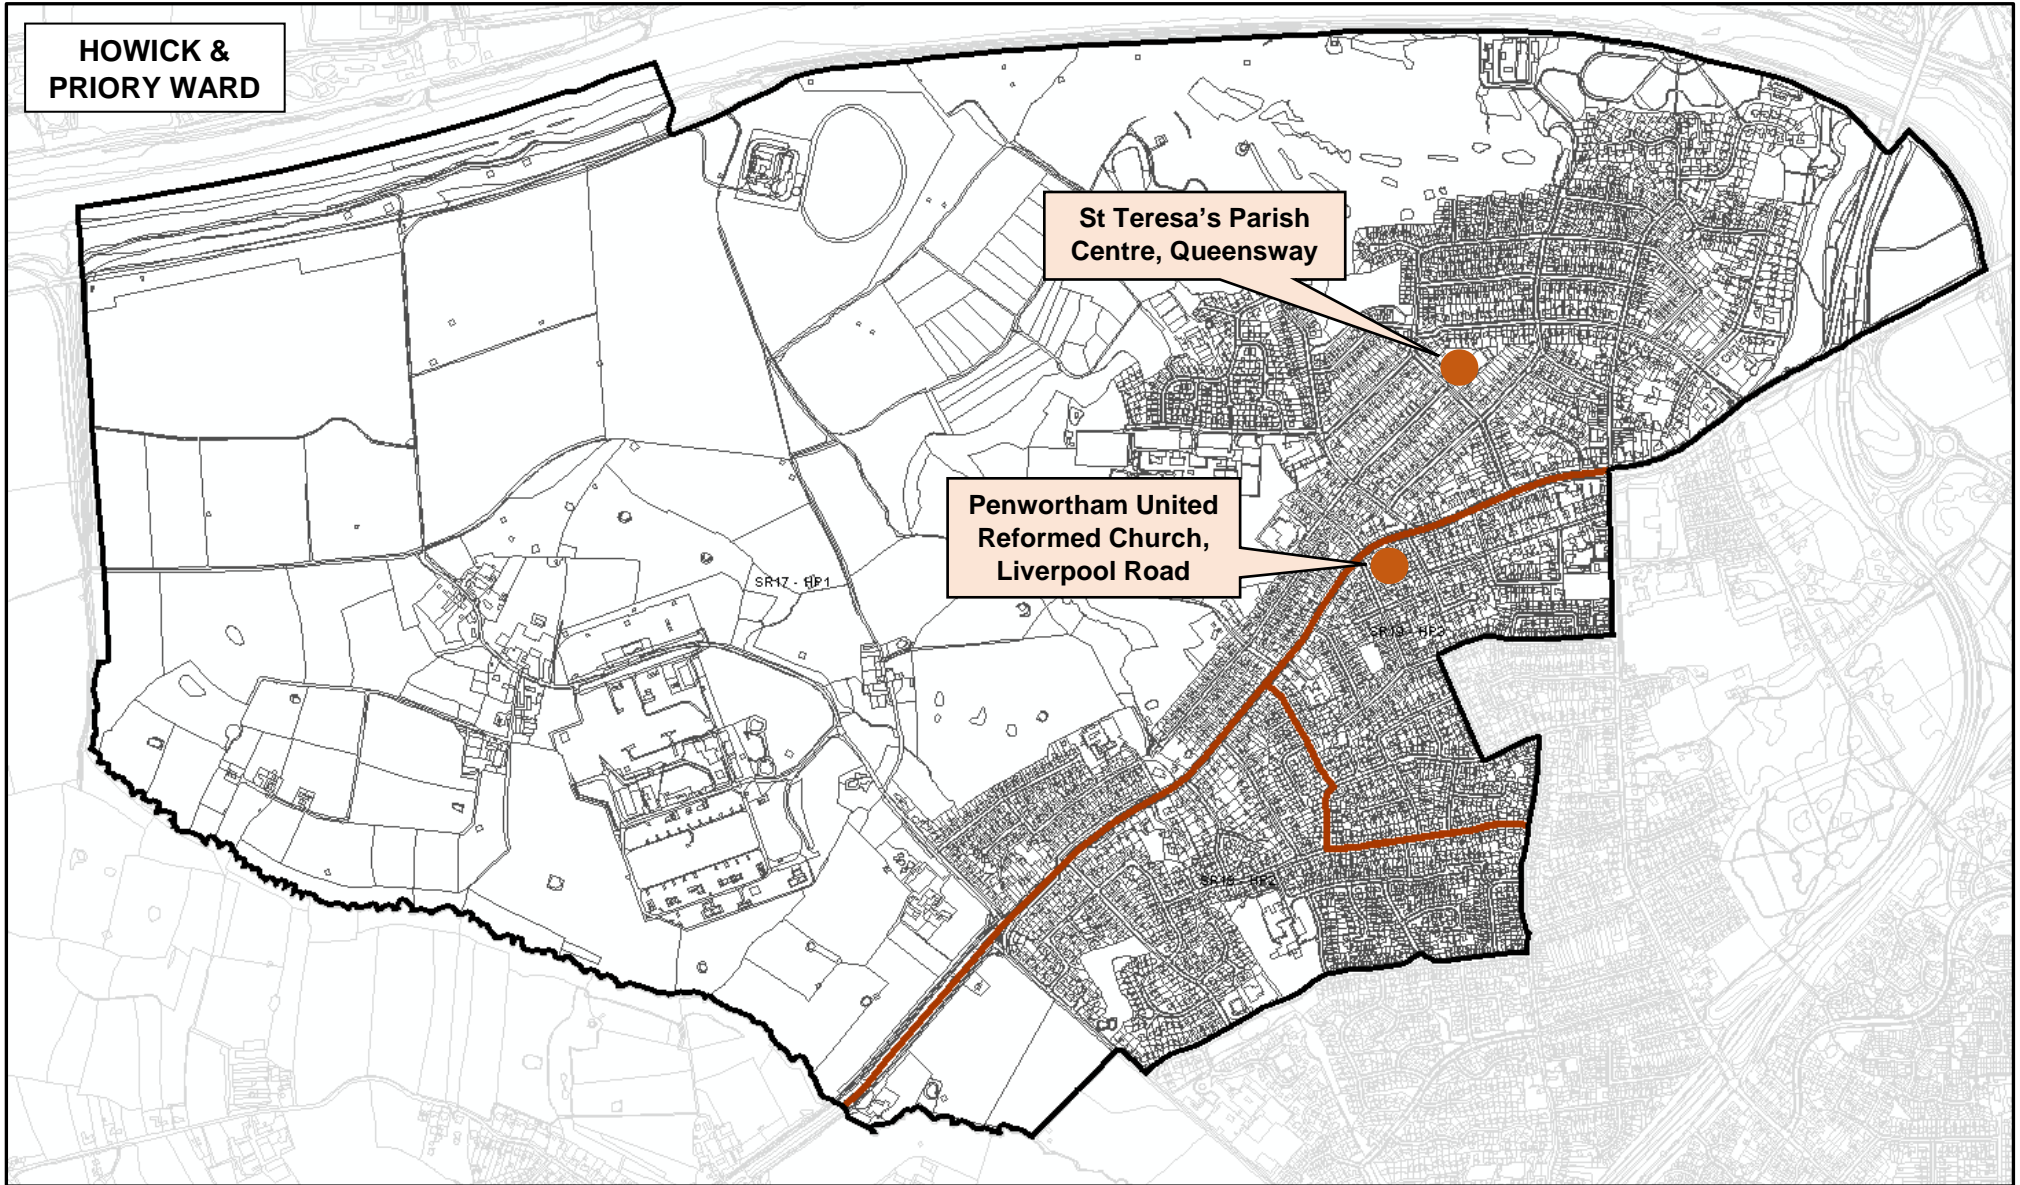 HOWICK &
PRIORY WARD
St Teresa’s Parish
Centre, Queensway
Penwortham United
Reformed Church,
Liverpool Road
SR17 - HP1